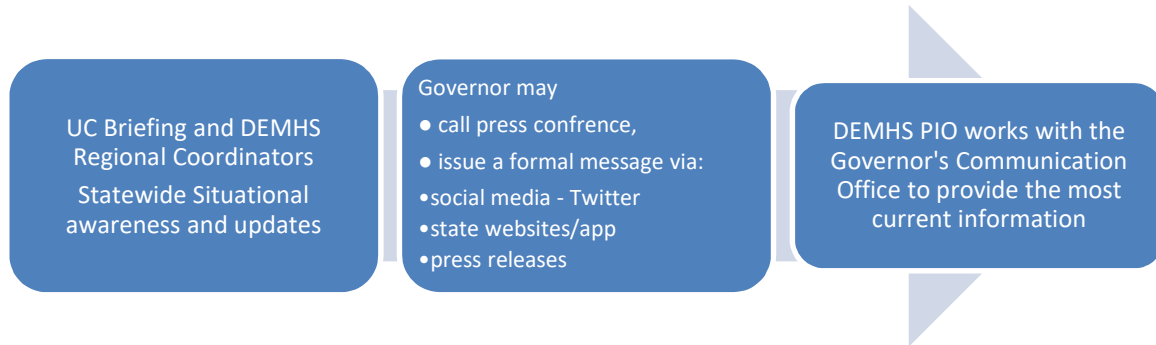 UC Briefing and DEMHS
Regional Coordinators
Statewide Situational
awareness and updates
Governor may
● call press confrence,
● issue a formal message via:
•social media - Twitter
•state websites/app
•press releases
DEMHS PIO works with the
Governor's Communication
Office to provide the most
current information